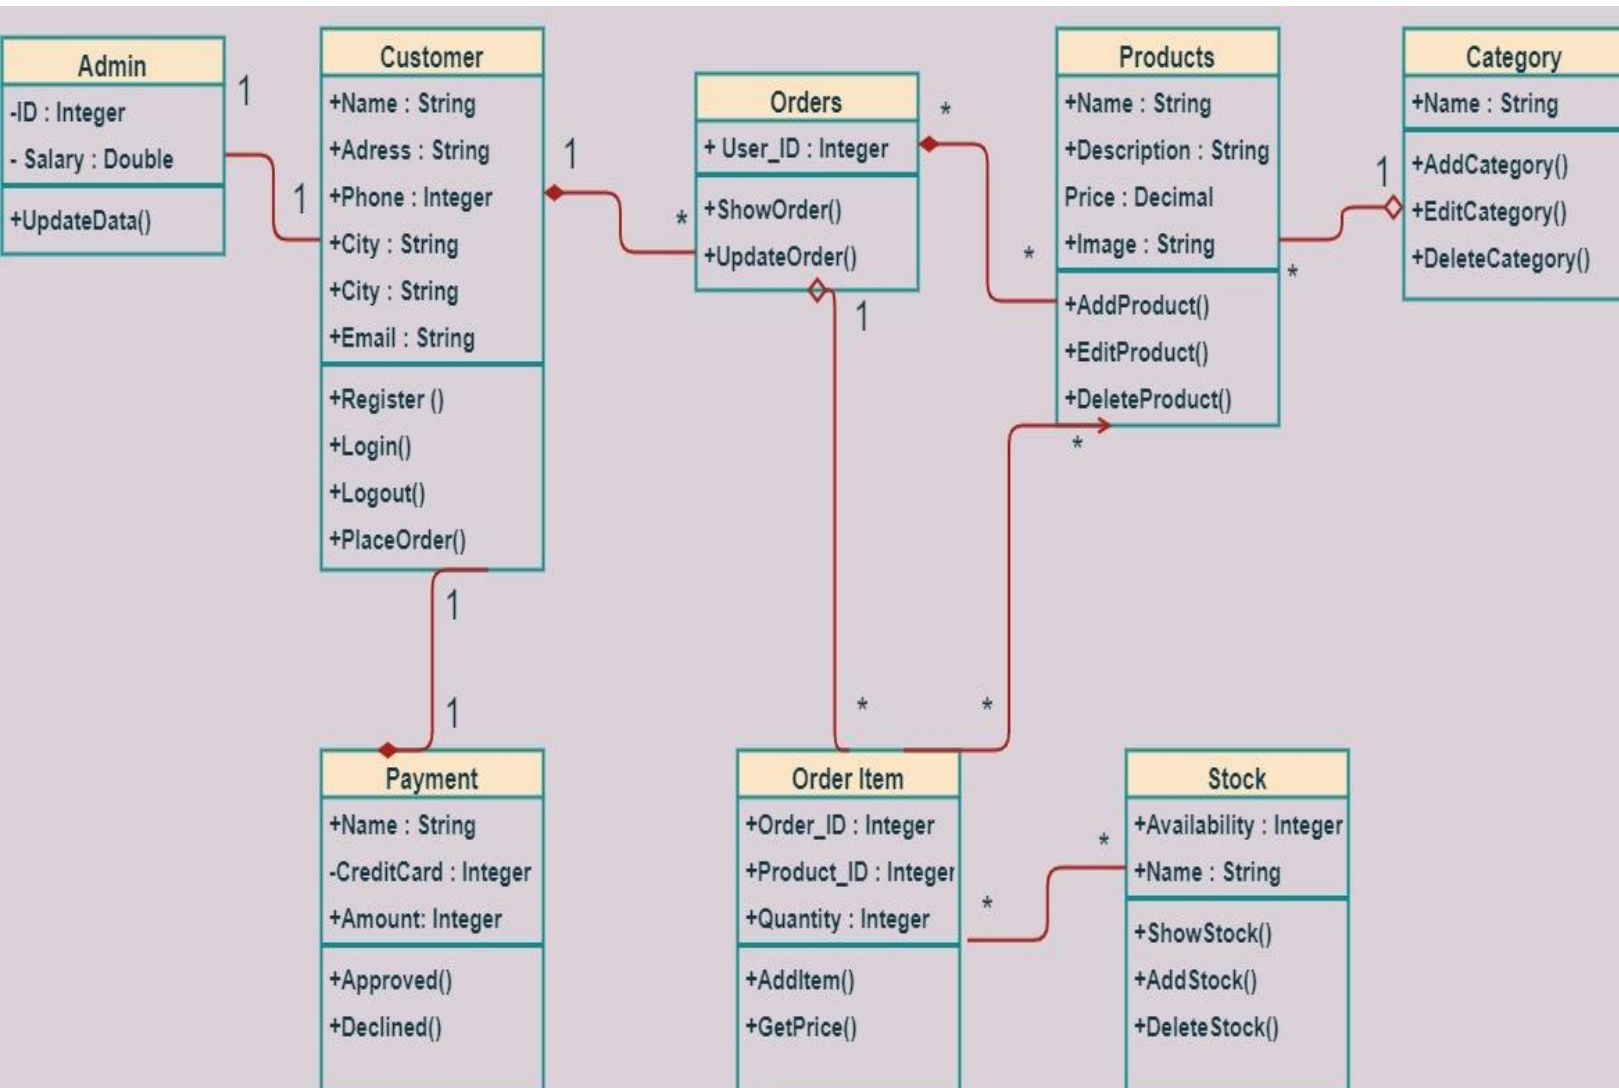 Admin
-ID : Integer
- Salary : Double
+UpdateData()
1
1
Customer
+Name : String
+Adress : String
+Phone : Integer
+City : String
+City : String
+Email : String
+Register ()
+Login()
+Logout()
+PlaceOrder()
1
*
Orders
+ User_ID : Integer
+ShowOrder()
+UpdateOrder()
*
*
1
Products
+Name : String
+Description : String
Price : Decimal
+Image : String
+AddProduct()
+EditProduct()
+DeleteProduct()
*
1
*
Category
+Name : String
+AddCategory()
+EditCategory()
+DeleteCategory()
1
1
*
*
Payment
+Name : String
-CreditCard : Integer
+Amount: Integer
+Approved()
+Declined()
Order Item
+Order_ID : Integer
+Product_ID : Integer
+Quantity : Integer
+AddItem()
+GetPrice()
*
*
Stock
+Availability : Integer
+Name : String
+ShowStock()
+AddStock()
+DeleteStock()